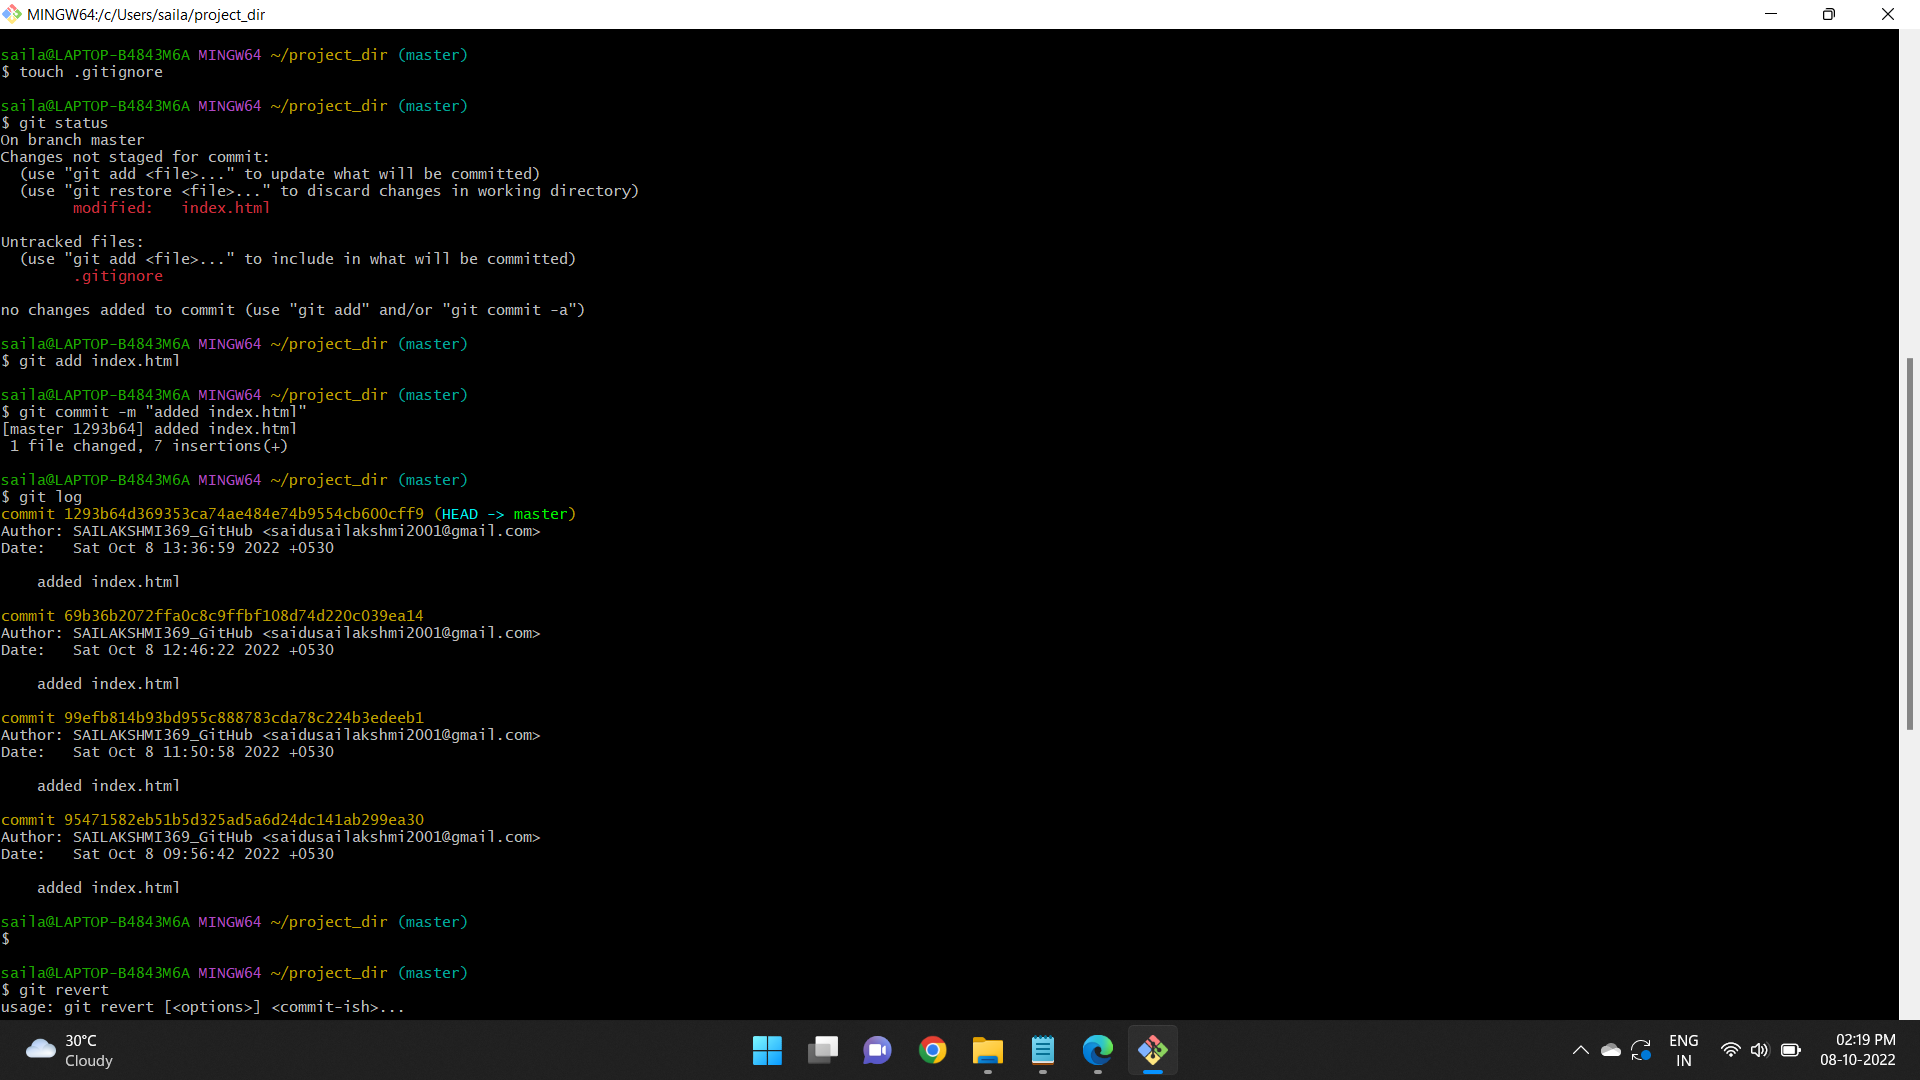 MINGW64:/c/Users/saila/project_dir
saila@LAPTOP-B4843M6A MINGW64 ~/project_dir (master)
$ touch .gitignore
saila@LAPTOP-B4843M6A MINGW64 ~/project_dir (master)
$ git status
On branch master
Changes not staged for commit:
  (use "git add <file>..." to update what will be committed)
  (use "git restore <file>..." to discard changes in working directory)
        modified:   index.html
Untracked files:
  (use "git add <file>..." to include in what will be committed)
        .gitignore
no changes added to commit (use "git add" and/or "git commit -a")
saila@LAPTOP-B4843M6A MINGW64 ~/project_dir (master)
$ git add index.html
saila@LAPTOP-B4843M6A MINGW64 ~/project_dir (master)
$ git commit -m "added index.html"
[master 1293b64] added index.html
 1 file changed, 7 insertions(+)
saila@LAPTOP-B4843M6A MINGW64 ~/project_dir (master)
$ git log
commit 1293b64d369353ca74ae484e74b9554cb600cff9 (HEAD -> master)
Author: SAILAKSHMI369_GitHub <saidusailakshmi2001@gmail.com>
Date:   Sat Oct 8 13:36:59 2022 +0530
    added index.html
commit 69b36b2072ffa0c8c9ffbf108d74d220c039ea14
Author: SAILAKSHMI369_GitHub <saidusailakshmi2001@gmail.com>
Date:   Sat Oct 8 12:46:22 2022 +0530
    added index.html
commit 99efb814b93bd955c888783cda78c224b3edeeb1
Author: SAILAKSHMI369_GitHub <saidusailakshmi2001@gmail.com>
Date:   Sat Oct 8 11:50:58 2022 +0530
    added index.html
commit 95471582eb51b5d325ad5a6d24dc141ab299ea30
Author: SAILAKSHMI369_GitHub <saidusailakshmi2001@gmail.com>
Date:   Sat Oct 8 09:56:42 2022 +0530
    added index.html
saila@LAPTOP-B4843M6A MINGW64 ~/project_dir (master)
$
saila@LAPTOP-B4843M6A MINGW64 ~/project_dir (master)
$ git revert
usage: git revert [<options>] <commit-ish>...
30°C
Cloudy
ENG
IN
02:19 PM
08-10-2022